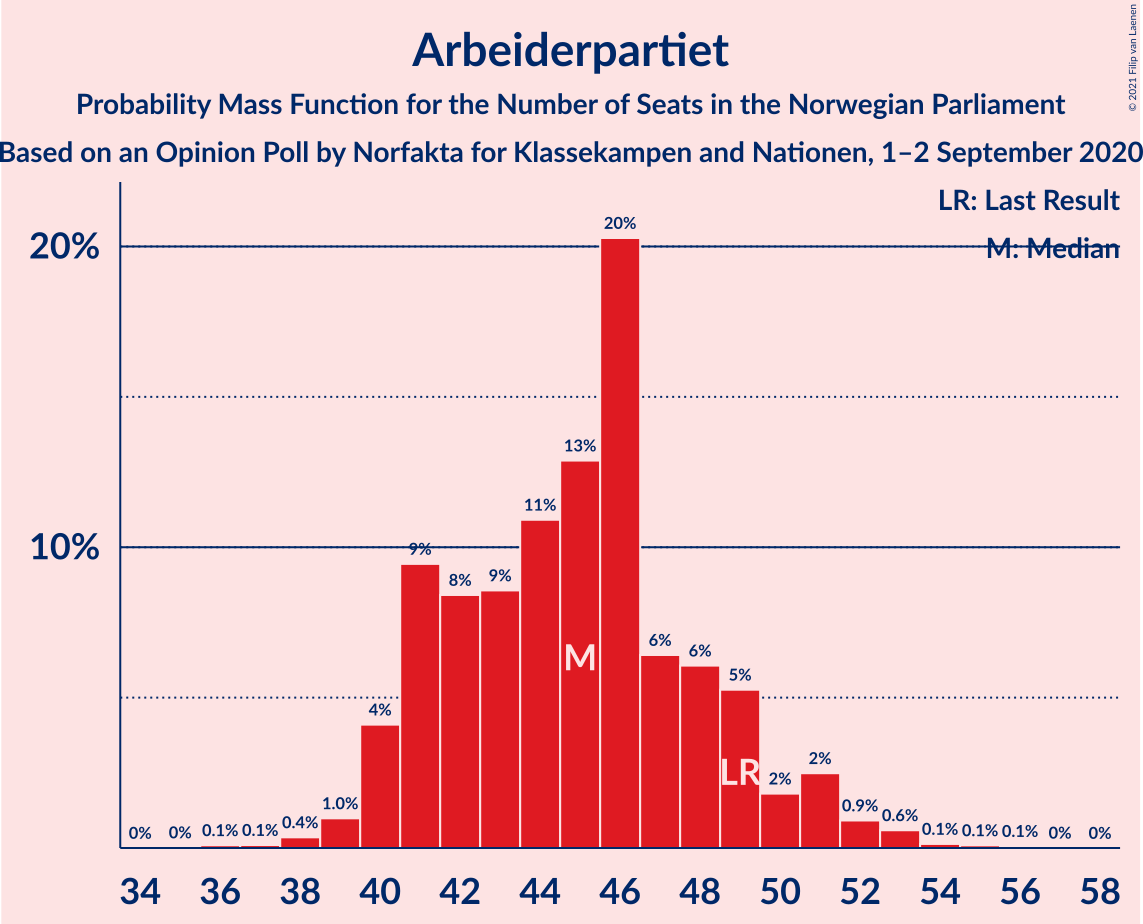 Arbeiderpartiet
Probability Mass Function for the Number of Seats in the Norwegian Parliament
Based on an Opinion Poll by Norfakta for Klassekampen and Nationen, 1–2 September 2020
© 2021 Filip van Laenen
LR: Last Result
M: Median
20%
10%
0% 0% 0.1% 0.1% 0.4% 1.0% 4% 9% 8% 9% 11% 13% 20% 6% 6% 5% 2% 2% 0.9% 0.6% 0.1% 0.1% 0.1% 0% 0%
M
LR
34 36 38 40 42 44 46 48 50 52 54 56 58